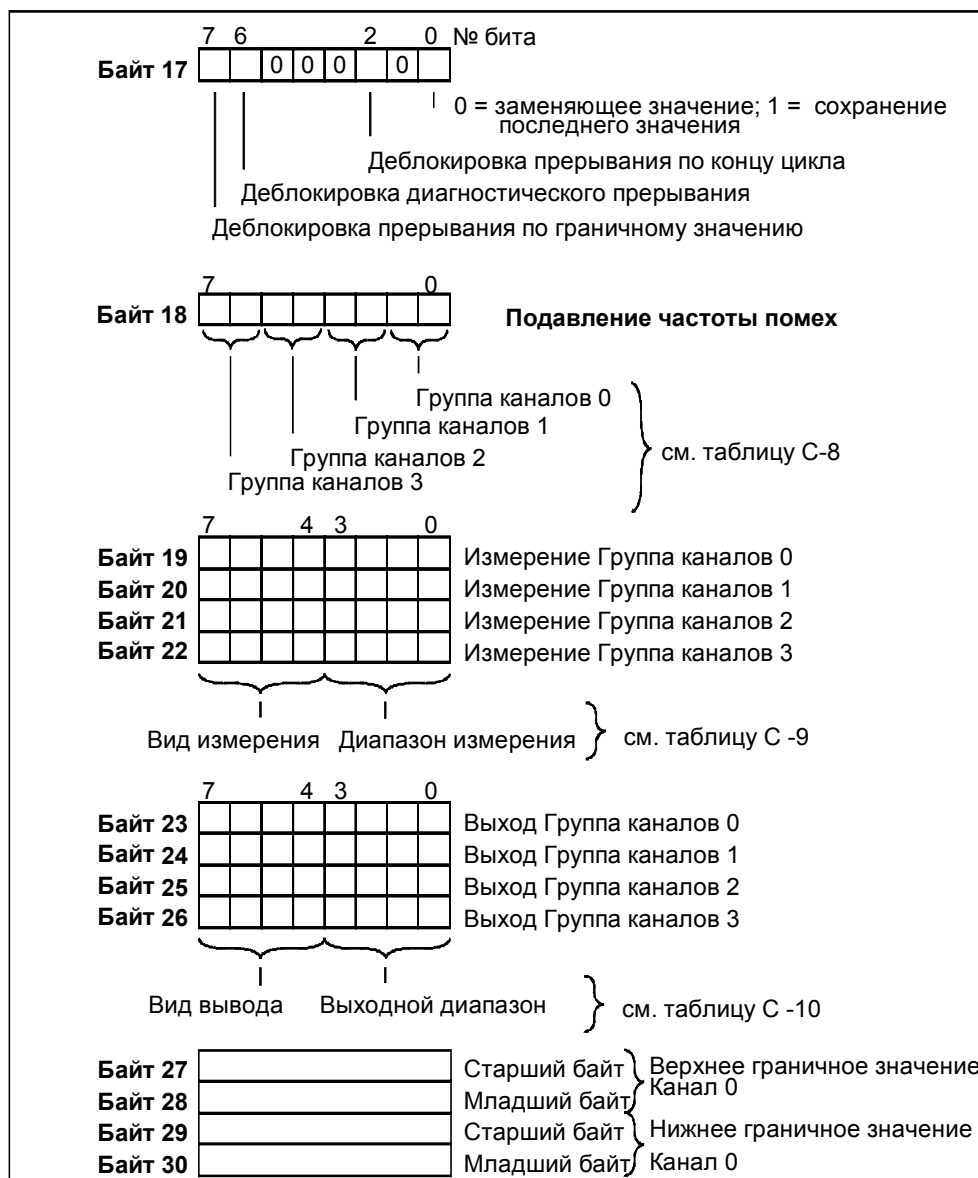 7 6 2 0 № бита
Байт 17 0 0 0 0
0 = заменяющее значение; 1 = сохранение
последнего значения
Деблокировка прерывания по концу цикла
Деблокировка диагностического прерывания
Деблокировка прерывания по граничному значению
7 0
Байт 18 Подавление частоты помех
Группа каналов 0
Группа каналов 1
Группа каналов 2
Группа каналов 3
см. таблицу C-8
7 4 3 0
Байт 19 Измерение Группа каналов 0
Байт 20 Измерение Группа каналов 1
Байт 21 Измерение Группа каналов 2
Байт 22 Измерение Группа каналов 3
Вид измерения Диапазон измерения см. таблицу C -9
7 4 3 0
Байт 23 Выход Группа каналов 0
Байт 24 Выход Группа каналов 1
Байт 25 Выход Группа каналов 2
Байт 26 Выход Группа каналов 3
Вид вывода Выходной диапазон см. таблицу C -10
Байт 27 Старший байт Верхнее граничное значение
Байт 28 Младший байт Канал 0
Байт 29 Старший байт Нижнее граничное значение
Байт 30 Младший байт Канал 0